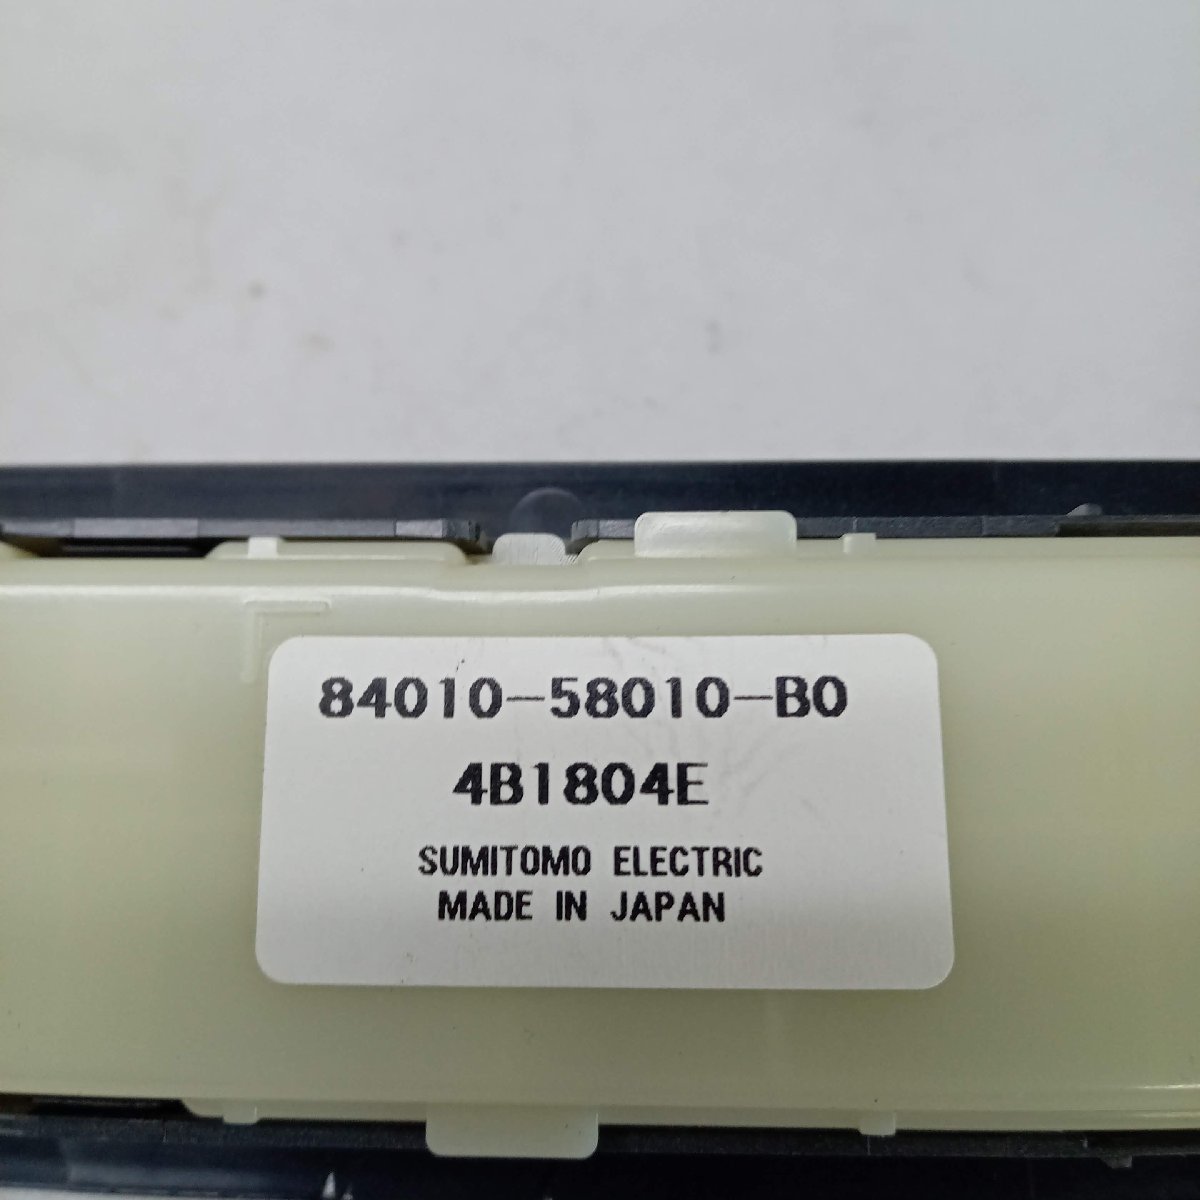 84010-58010-B0
4B1804E
SUMITOMO ELECTRIC
MADE IN JAPAN